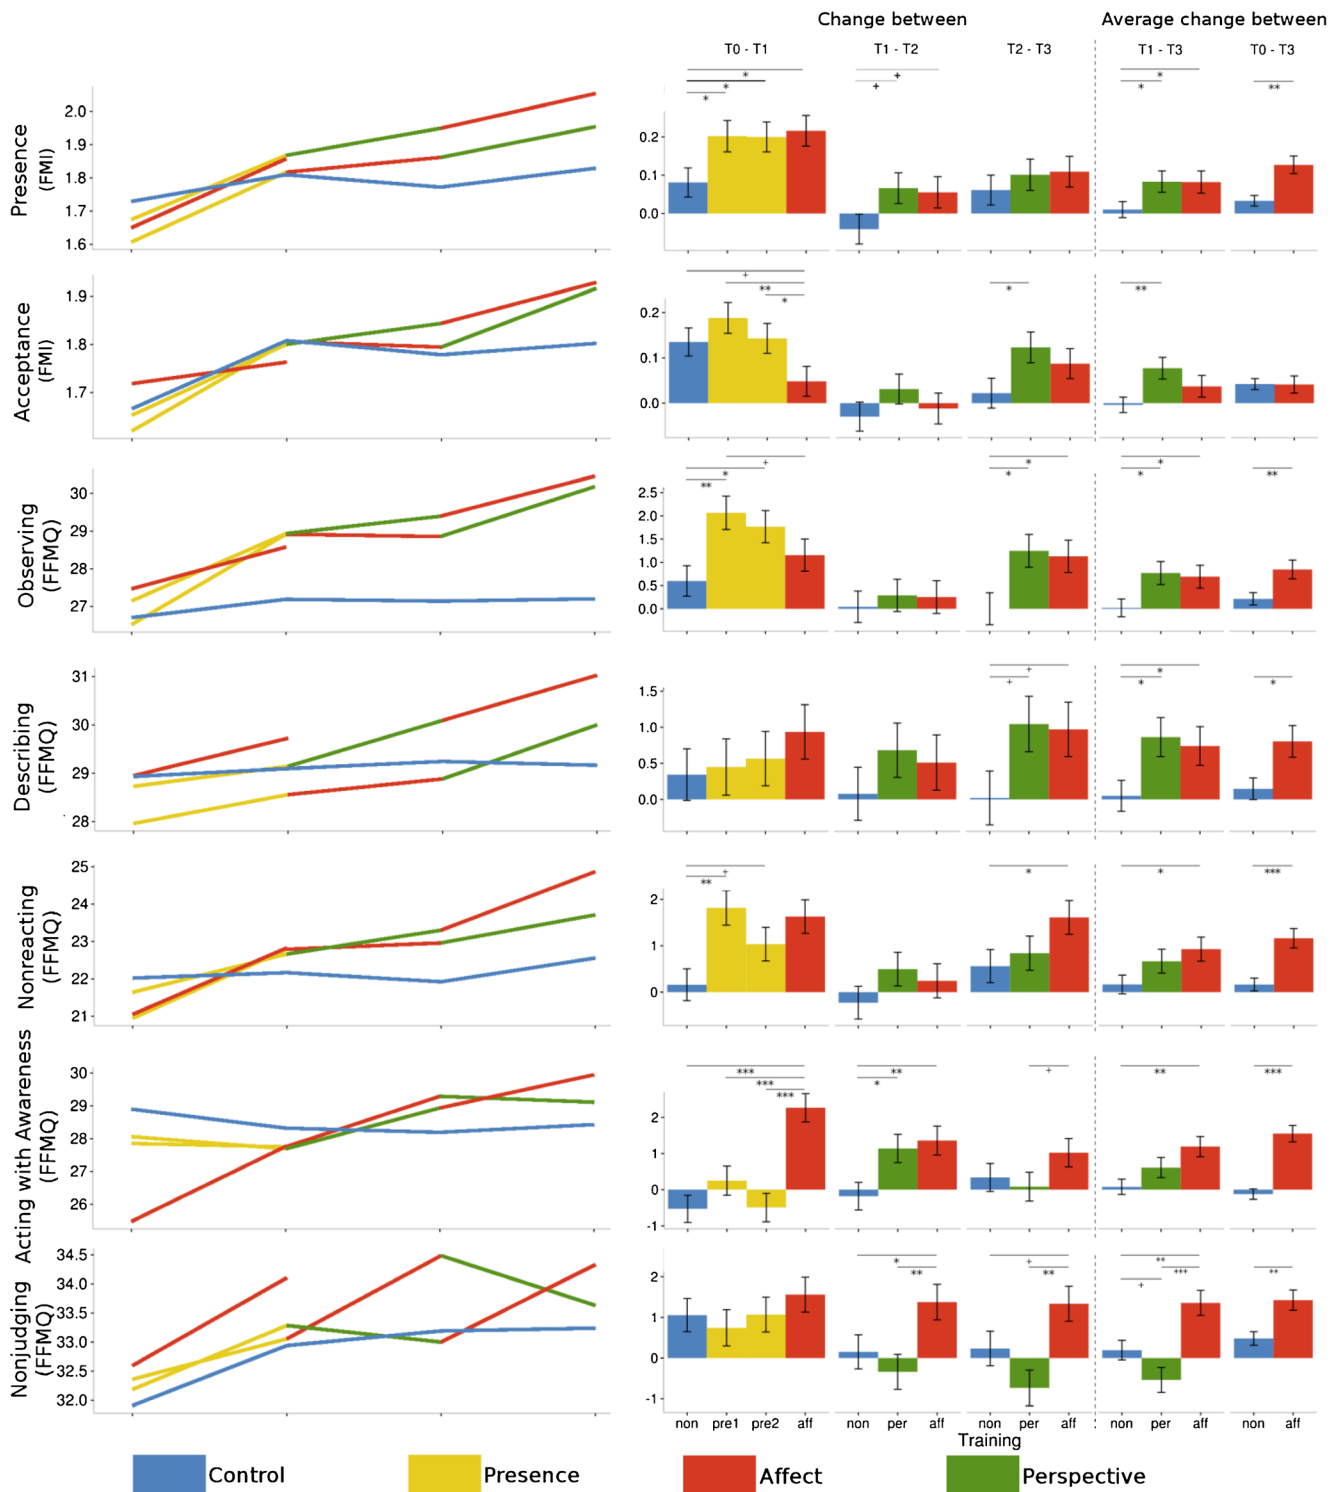 Change between
Average change between
T0 - T1
T1 - T2
T2 - T3
T1 - T3
T0 - T3
Presence
(FMI)
2.0
1.9
1.8
1.7
1.6
* * *
+ +
* *
**
0.2
0.1
0.0
Acceptance
(FMI)
1.9
1.8
1.7
+ ** *
*
**
0.2
0.1
0.0
Observing
(FFMQ)
30
29
28
27
+ * **
* *
* *
**
2.5
2.0
1.5
1.0
0.5
0.0
Describing
(FFMQ)
31
30
29
28
+ +
* *
*
1.5
1.0
0.5
0.0
Nonreacting
(FFMQ)
25
24
23
22
21
+ **
*
*
***
2
1
0
Acting with Awareness
(FFMQ)
30
29
28
27
26
*** *** ***
** *
+
**
***
2
1
0
-1
Nonjudging
(FFMQ)
34.5
34.0
33.5
33.0
32.5
32.0
* **
+ **
** *** +
**
2
1
0
-1
non pre1 pre2 aff
non per aff
non per aff
non per aff
non aff
Training
Control
Presence
Affect
Perspective